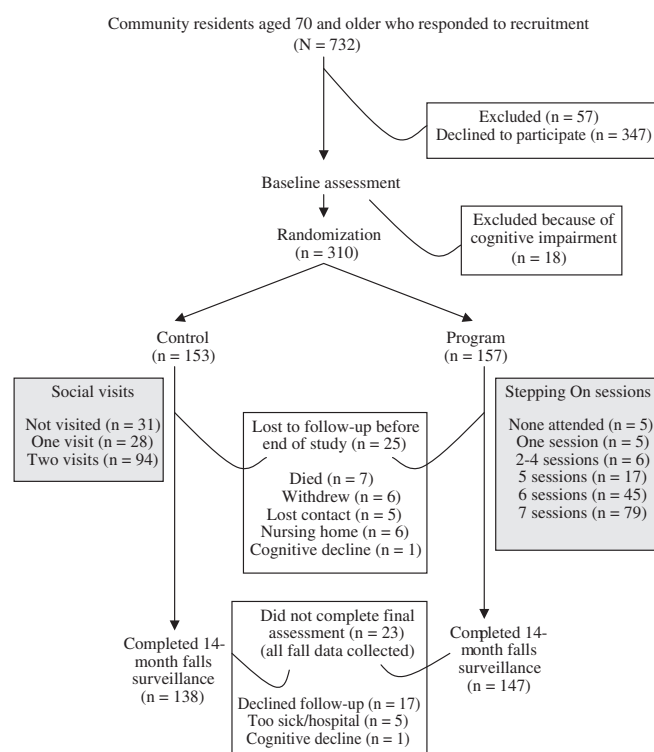 Community residents aged 70 and older who responded to recruitment
(N = 732)
Excluded (n = 57)
Declined to participate (n = 347)
Baseline assessment
Excluded because of
cognitive impairment
(n = 18)
Randomization
(n = 310)
Control
(n = 153)
Program
(n = 157)
Social visits
Not visited (n = 31)
One visit (n = 28)
Two visits (n = 94)
Lost to follow-up before
end of study (n = 25)
Died (n = 7)
Withdrew (n = 6)
Lost contact (n = 5)
Nursing home (n = 6)
Cognitive decline (n = 1)
Stepping On sessions
None attended (n = 5)
One session (n = 5)
2-4 sessions (n = 6)
5 sessions (n = 17)
6 sessions (n = 45)
7 sessions (n = 79)
Completed 14-
month falls
surveillance
(n = 138)
Did not complete final
assessment (n = 23)
(all fall data collected)
Declined follow-up (n = 17)
Too sick/hospital (n = 5)
Cognitive decline (n = 1)
Completed 14-
month falls
surveillance
(n = 147)